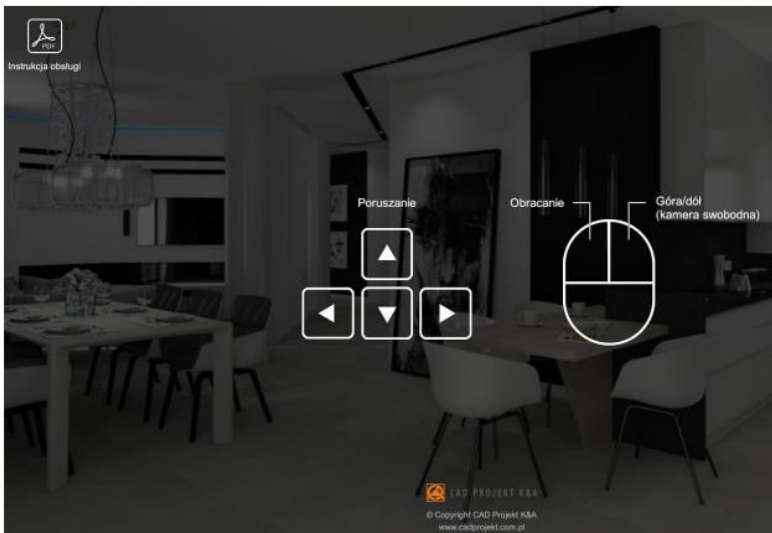 PDF
Instrukcja obsługi
Poruszanie
Obracanie
Góra/dół
(kamera swobodna)
CAD PROJEKT K&A
© Copyright CAD Projekt K&A
www.cadprojekt.com.pl